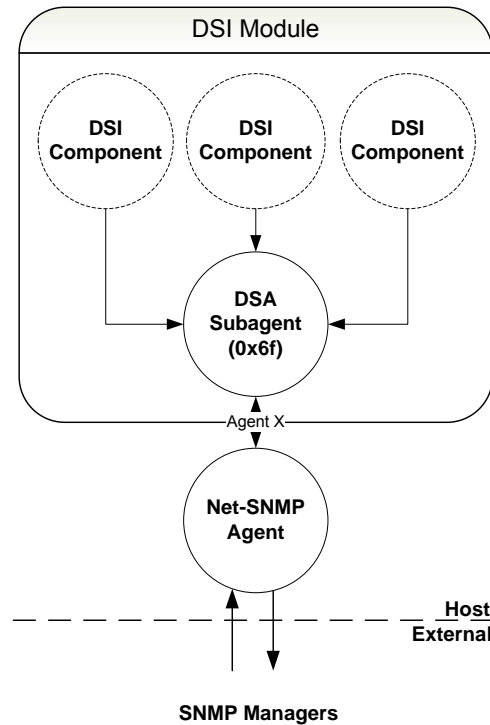 DSI Module
DSI
Component
DSI
Component
DSI
Component
DSA
Subagent
(0x6f)
Agent X
Net-SNMP
Agent
Host
External
SNMP Managers